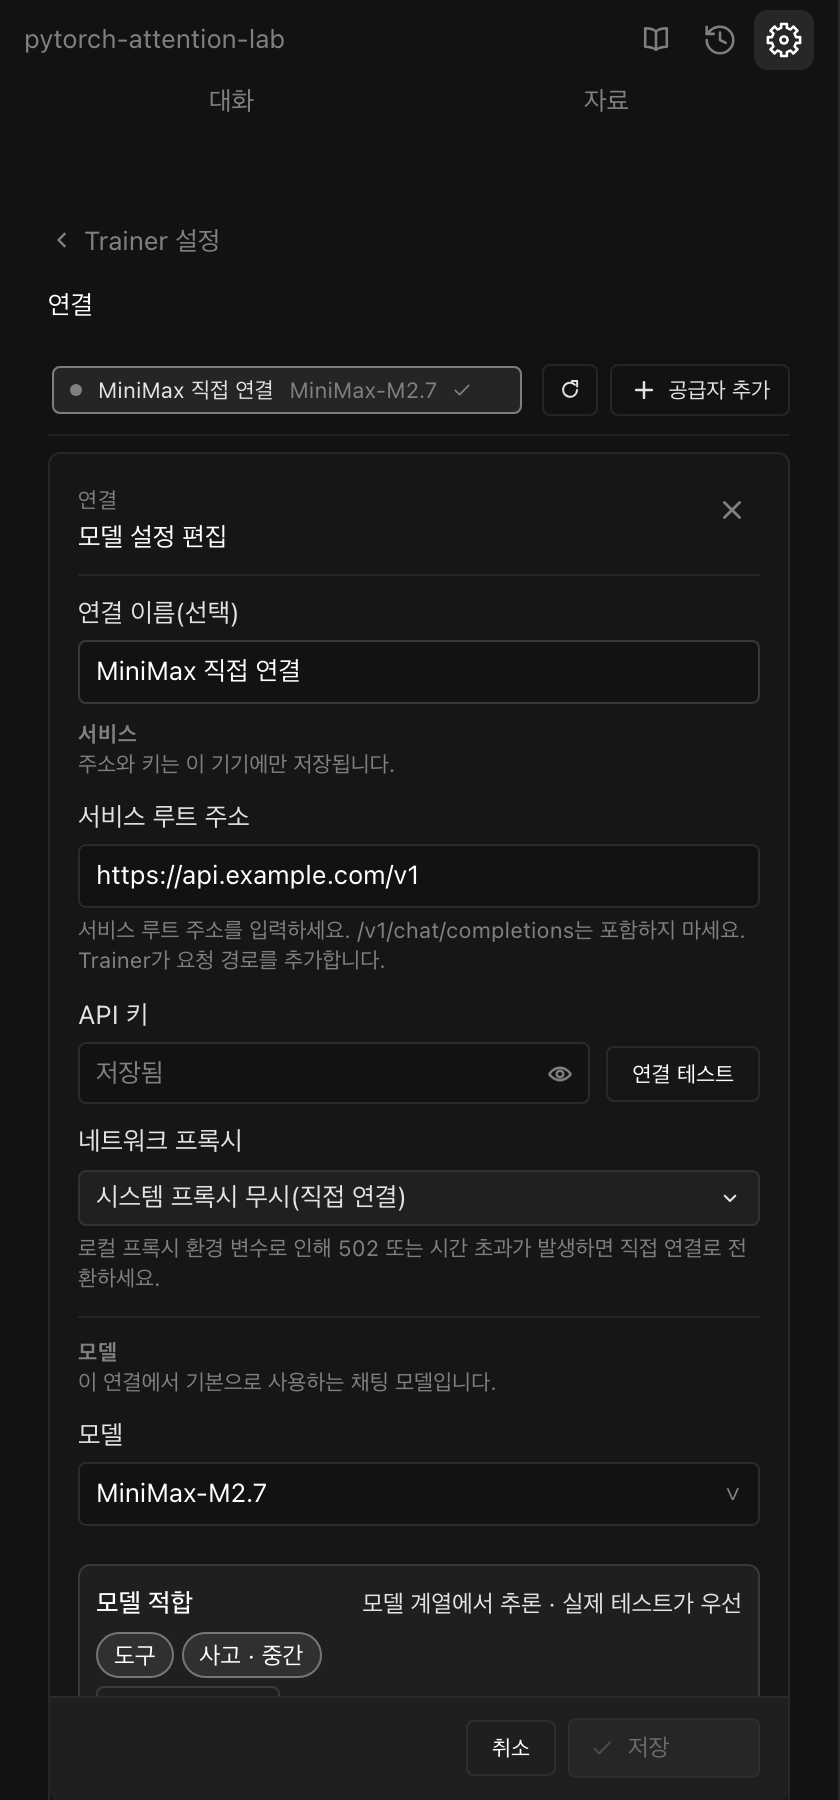 pytorch-attention-lab
대화 자료
Trainer 설정
연결
MiniMax 직접 연결 MiniMax-M2.7
공급자 추가
연결
모델 설정 편집
연결 이름(선택)
MiniMax 직접 연결
서비스
주소와 키는 이 기기에만 저장됩니다.
서비스 루트 주소
https://api.example.com/v1
서비스 루트 주소를 입력하세요. /v1/chat/completions는 포함하지 마세요.
Trainer가 요청 경로를 추가합니다.
API 키
저장됨
연결 테스트
네트워크 프록시
시스템 프록시 무시(직접 연결)
로컬 프록시 환경 변수로 인해 502 또는 시간 초과가 발생하면 직접 연결로 전
환하세요.
모델
이 연결에서 기본으로 사용하는 채팅 모델입니다.
모델
MiniMax-M2.7
모델 적합 모델 계열에서 추론 · 실제 테스트가 우선
도구 사고 · 중간
취소 저장